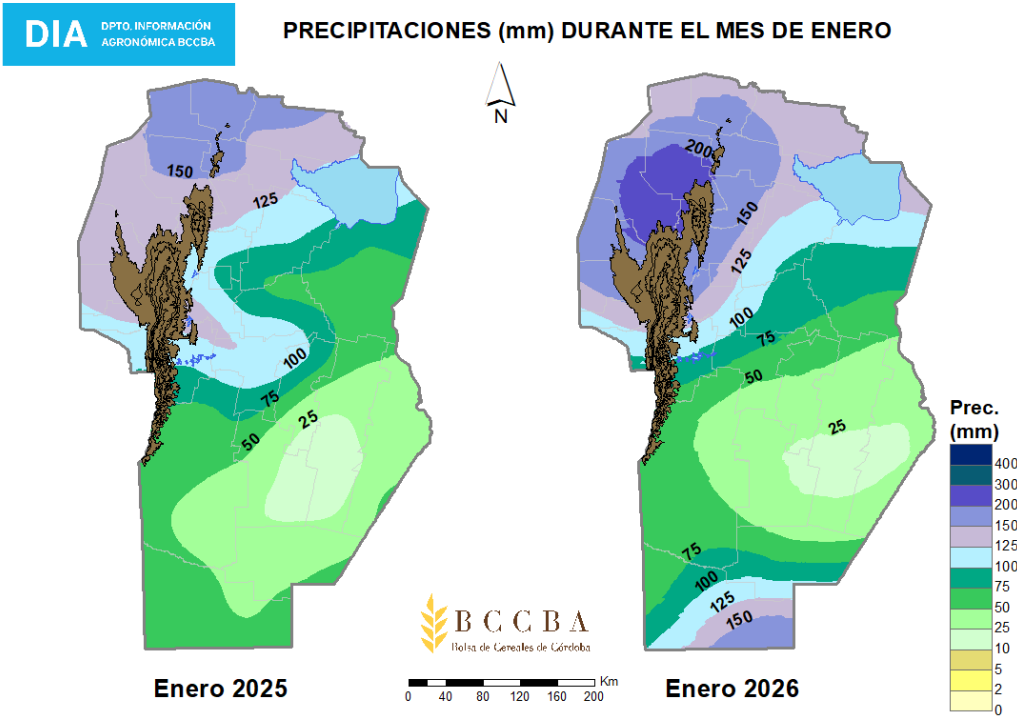 DIA
DPTO. INFORMACIÓN
AGRONÓMICA BCCBA
PRECIPITACIONES (mm) DURANTE EL MES DE ENERO
N
150
125
100
75
50
25
200
150
125
100
75
50
25
75
100
125
150
Prec.
(mm)
400
300
200
150
125
100
75
50
25
10
5
2
0
BCCBA
Bolsa de Cereales de Córdoba
Km
0 40 80 120 160 200
Enero 2025
Enero 2026